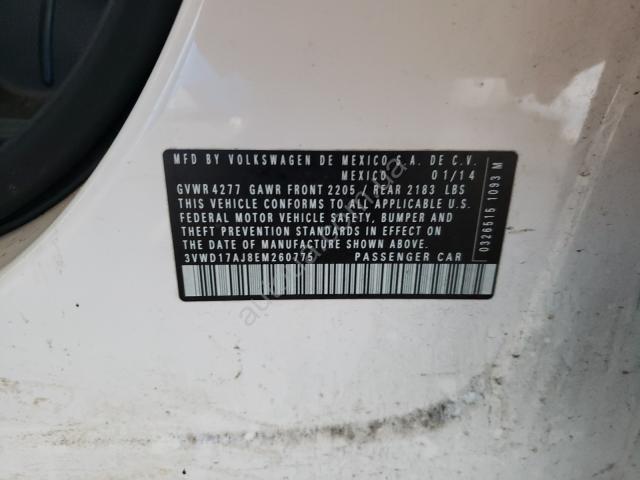 MFD BY VOLKSWAGEN DE MEXICO S.A. DE C.V.
MEXICO 01/14
GVWR 4277 GAWR FRONT 2205 / REAR 2183 LBS
THIS VEHICLE CONFORMS TO ALL APPLICABLE U.S.
FEDERAL MOTOR VEHICLE SAFETY, BUMPER AND
THEFT PREVENTION STANDARDS IN EFFECT ON
THE DATE OF MANUFACTURE SHOWN ABOVE.
3VWD17AJ8EM260775 PASSENGER CAR
0326515 1093 M